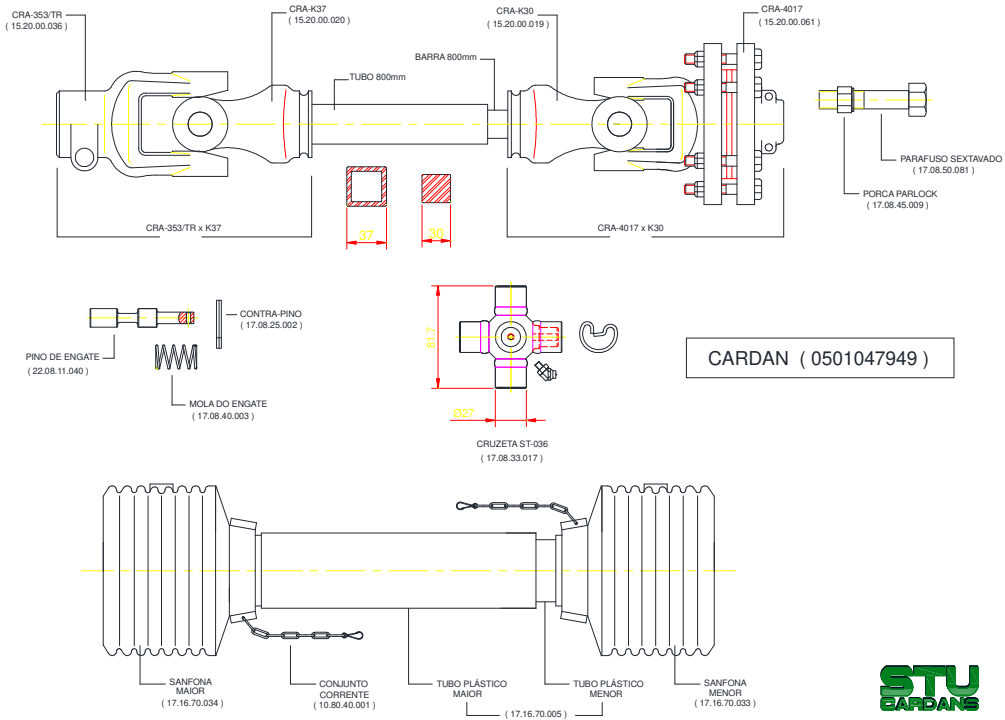 CRA-353/TR
( 15.20.00.036 )
CRA-K37
( 15.20.00.020 )
CRA-K30
( 15.20.00.019 )
CRA-4017
( 15.20.00.061 )
BARRA 800mm
TUBO 800mm
PARAFUSO SEXTAVADO
( 17.08.50.081 )
PORCA PARLOCK
( 17.08.45.009 )
CRA-353/TR x K37
37
30
CRA-4017 x K30
CONTRA-PINO
( 17.08.25.002 )
PINO DE ENGATE
( 22.08.11.040 )
MOLA DO ENGATE
( 17.08.40.003 )
81,7
Ø27
CRUZETA ST-036
( 17.08.33.017 )
CARDAN ( 0501047949 )
SANFONA
MAIOR
( 17.16.70.034 )
CONJUNTO
CORRENTE
( 10.80.40.001 )
TUBO PLÁSTICO
MAIOR
TUBO PLÁSTICO
MENOR
( 17.16.70.005 )
SANFONA
MENOR
( 17.16.70.033 )
STU
CARDANS